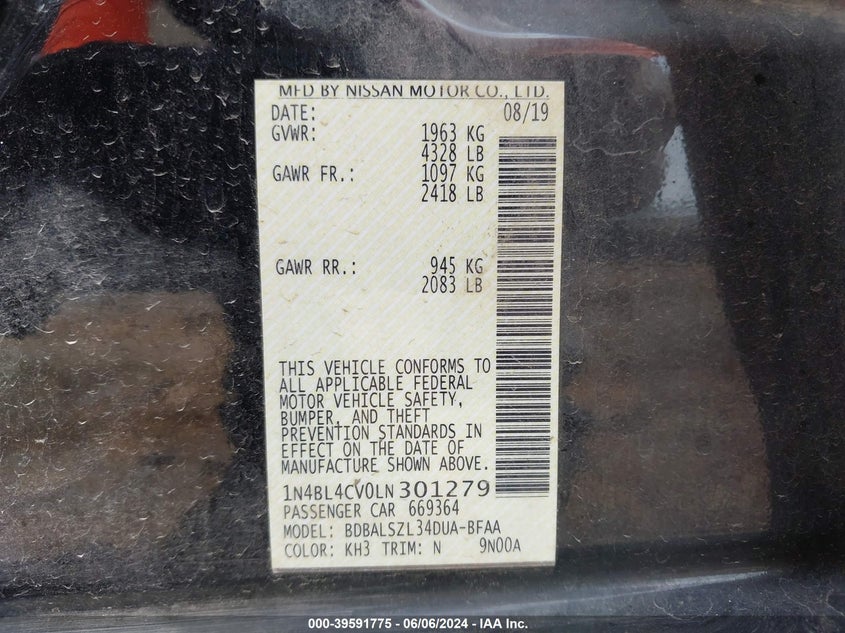 MFD BY NISSAN MOTOR CO., LTD.
DATE: 08/19
GVWR: 1963 KG
4328 LB
GAWR FR.: 1097 KG
2418 LB
GAWR RR.: 945 KG
2083 LB
THIS VEHICLE CONFORMS TO
ALL APPLICABLE FEDERAL
MOTOR VEHICLE SAFETY,
BUMPER, AND THEFT
PREVENTION STANDARDS IN
EFFECT ON THE DATE OF
MANUFACTURE SHOWN ABOVE.
1N4BL4CV0LN301279
PASSENGER CAR 669364
MODEL: BDBALSZL34DUA-BFAA
COLOR: KH3 TRIM: N 9N00A
000-39591775 - 06/06/2024 - IAA Inc.